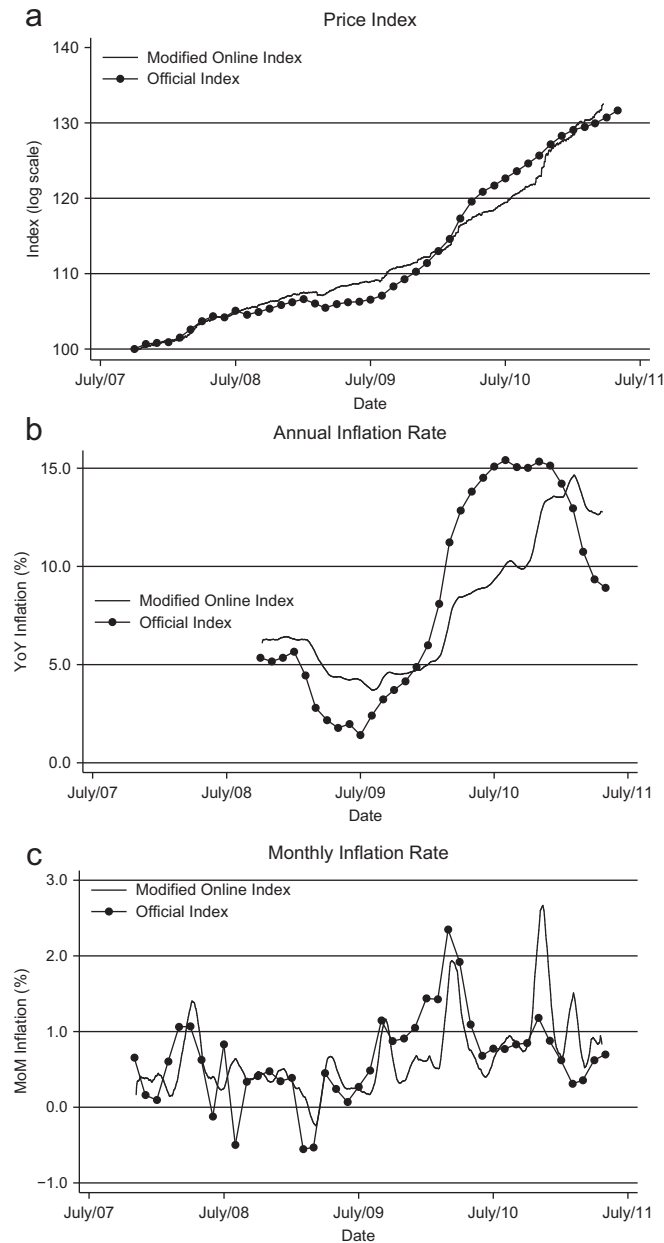 a
Price Index
140
130
120
110
100
Index (log scale)
Modified Online Index
Official Index
July/07
July/08
July/09
July/10
July/11
Date
b
Annual Inflation Rate
15.0
10.0
5.0
0.0
YoY Inflation (%)
Modified Online Index
Official Index
July/07
July/08
July/09
July/10
July/11
Date
c
Monthly Inflation Rate
3.0
2.0
1.0
0.0
−1.0
MoM Inflation (%)
Modified Online Index
Official Index
July/07
July/08
July/09
July/10
July/11
Date